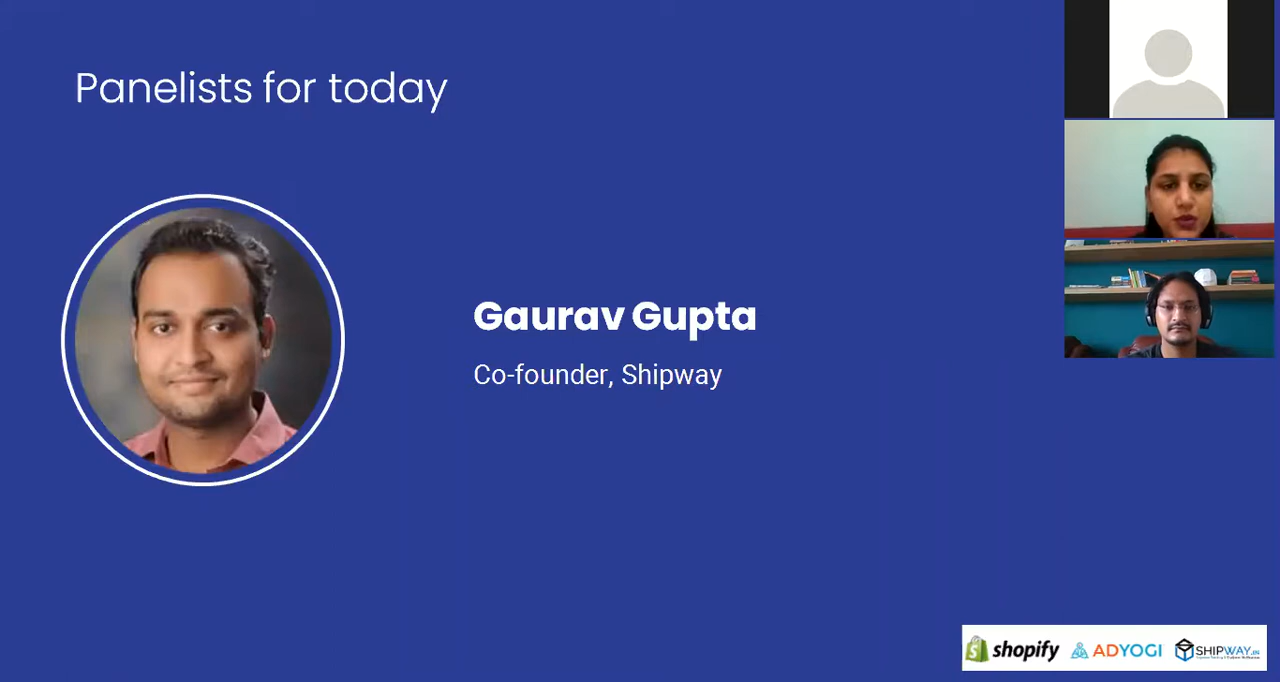 Panelists for today
Gaurav Gupta
Co-founder, Shipway
shopify
ADYOGI
SHIPWAY.IN